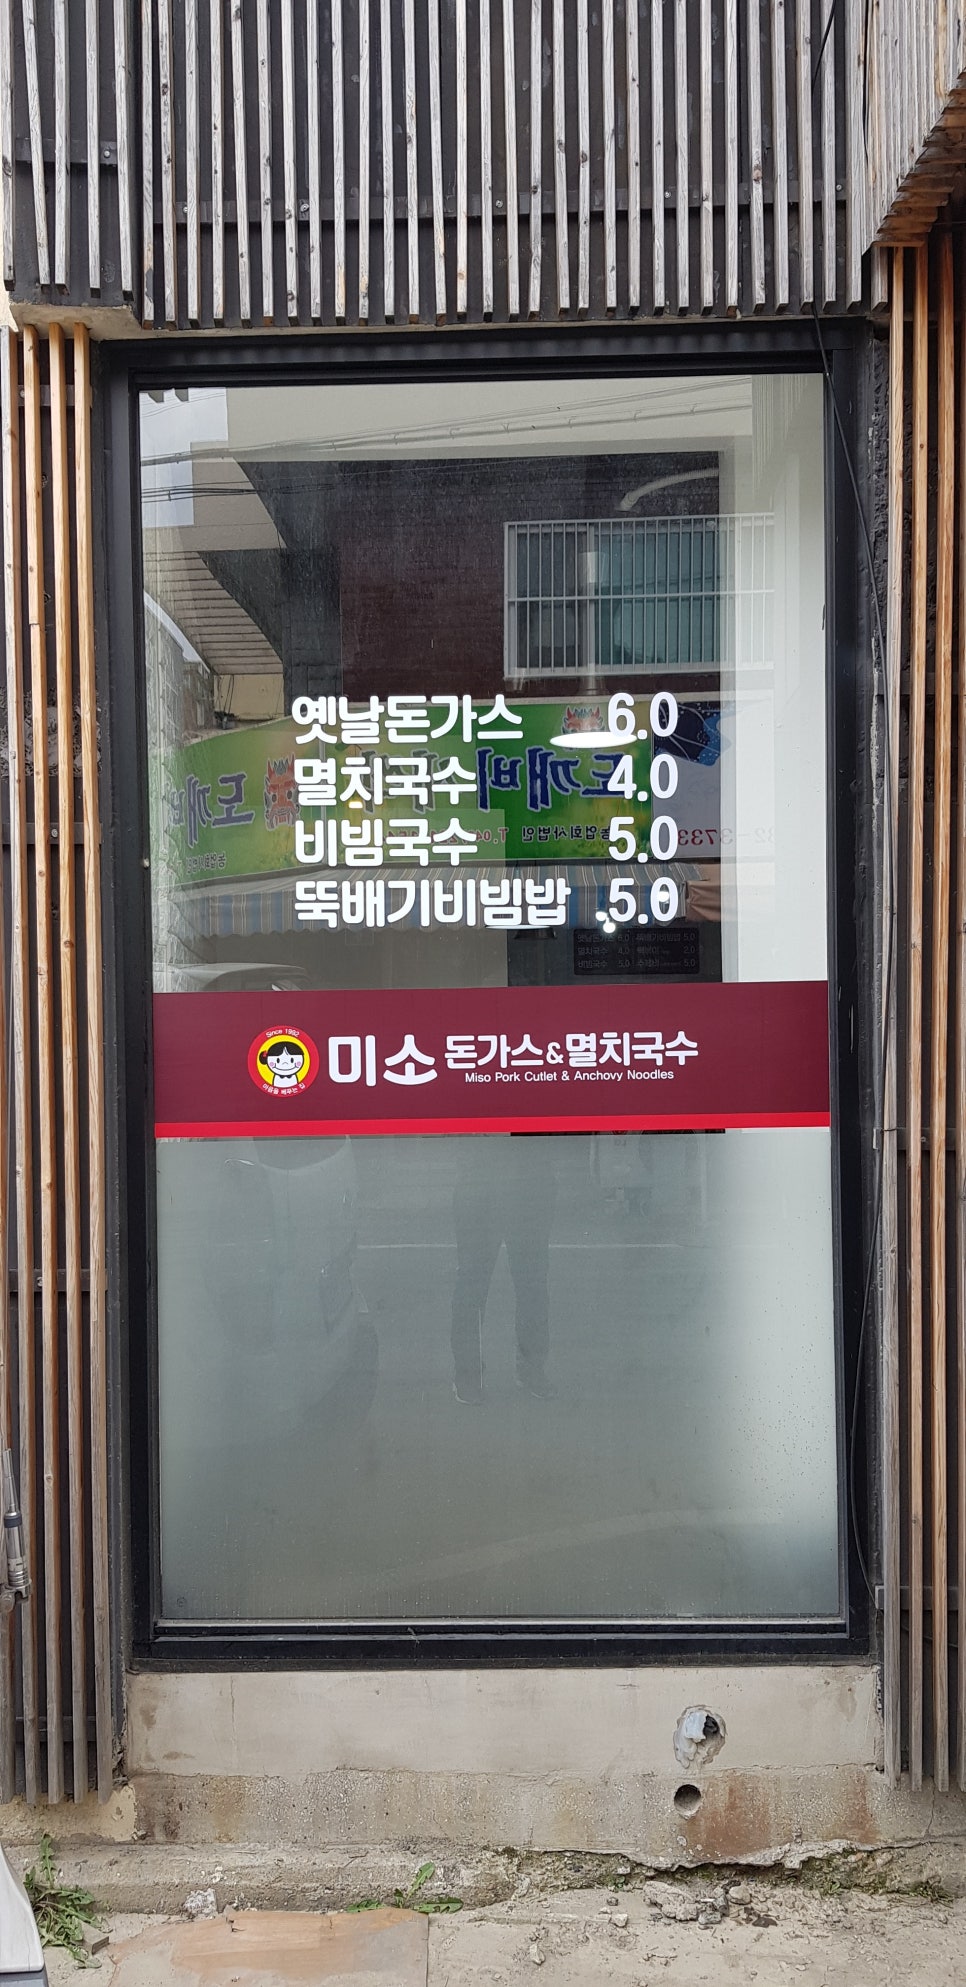 옛날돈가스 6.0
멸치국수 4.0
비빔국수 5.0
뚝배기비빔밥 5.0
Since 1992
미소 돈가스&멸치국수
Miso Pork Cutlet & Anchovy Noodles